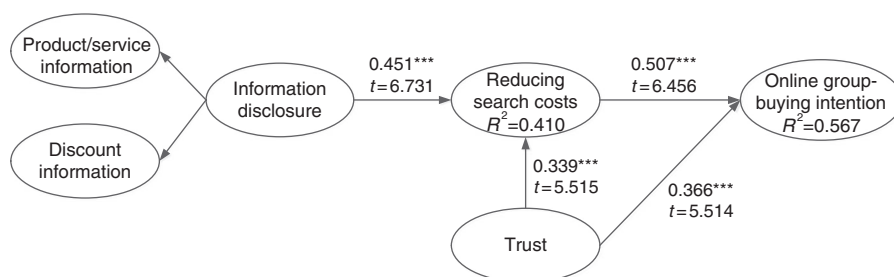 Product/service
information
Discount
information
Information
disclosure
0.451***
t=6.731
Reducing
search costs
R²=0.410
0.507***
t=6.456
Online group-
buying intention
R²=0.567
0.339***
t=5.515
0.366***
t=5.514
Trust